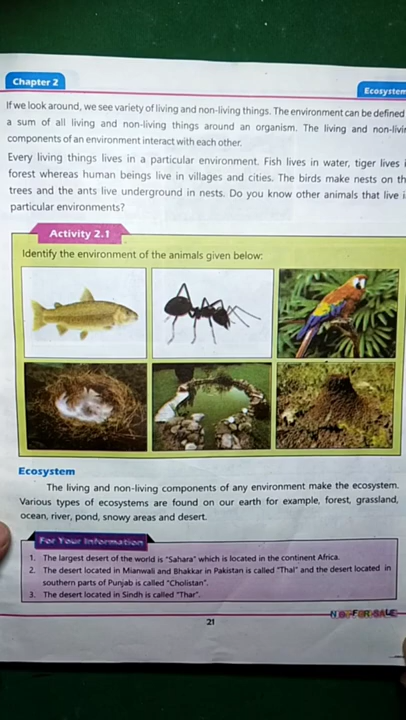 Chapter 2
Ecosystem
If we look around, we see variety of living and non-living things. The environment can be defined
a sum of all living and non-living things around an organism. The living and non-livin
components of an environment interact with each other.
Every living things lives in a particular environment. Fish lives in water, tiger lives i
forest whereas human beings live in villages and cities. The birds make nests on th
trees and the ants live underground in nests. Do you know other animals that live i
particular environments?
Activity 2.1
Identify the environment of the animals given below:
Ecosystem
The living and non-living components of any environment make the ecosystem.
Various types of ecosystems are found on our earth for example, forest, grassland,
ocean, river, pond, snowy areas and desert.
For Your Information
1. The largest desert of the world is "Sahara" which is located in the continent Africa.
2. The desert located in Mianwali and Bhakkar in Pakistan is called "Thal" and the desert located in
southern parts of Punjab is called "Cholistan".
3. The desert located in Sindh is called "Thar".
NOT FOR SALE
21